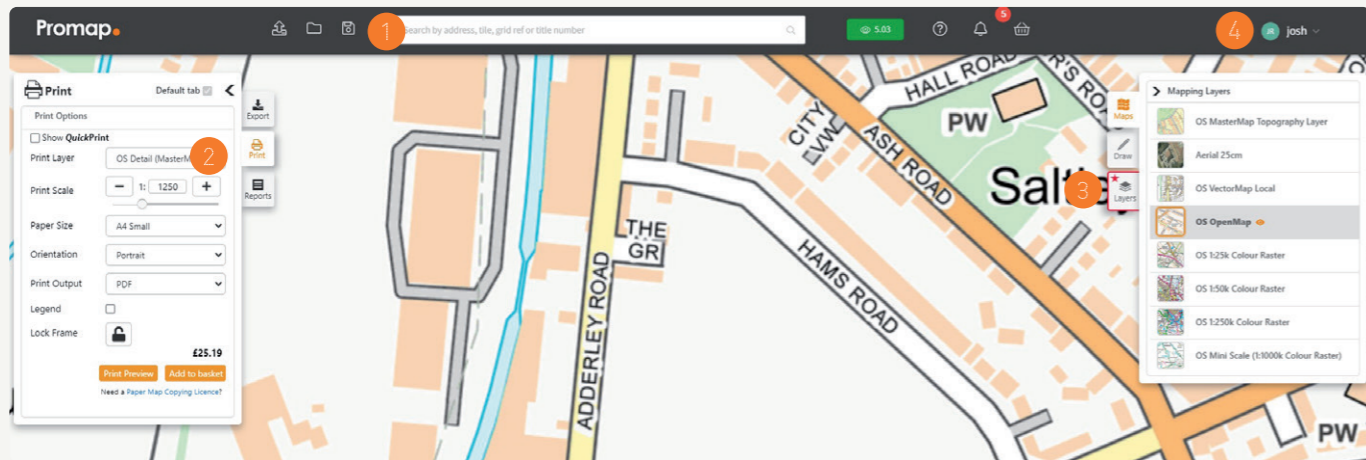 Promap.
1
Search by address, tile, grid ref or title number
5.03
5
4
JR
josh
Print
Default tab
Print Options
Show QuickPrint
Print Layer
OS Detail (MasterM
2
Print Scale
1:
1250
Paper Size
A4 Small
Orientation
Portrait
Print Output
PDF
Legend
Lock Frame
£25.19
Print Preview
Add to basket
Need a Paper Map Copying Licence?
Export
Print
Reports
HALL ROAD
R'S RO
PW
CITY
VW
ASH ROAD
Saltley
THE
GR
ADDERLEY ROAD
HAMS ROAD
PW
Maps
Draw
3
Layers
Mapping Layers
OS MasterMap Topography Layer
Aerial 25cm
OS VectorMap Local
OS OpenMap
OS 1:25k Colour Raster
OS 1:50k Colour Raster
OS 1:250k Colour Raster
OS Mini Scale (1:1000k Colour Raster)